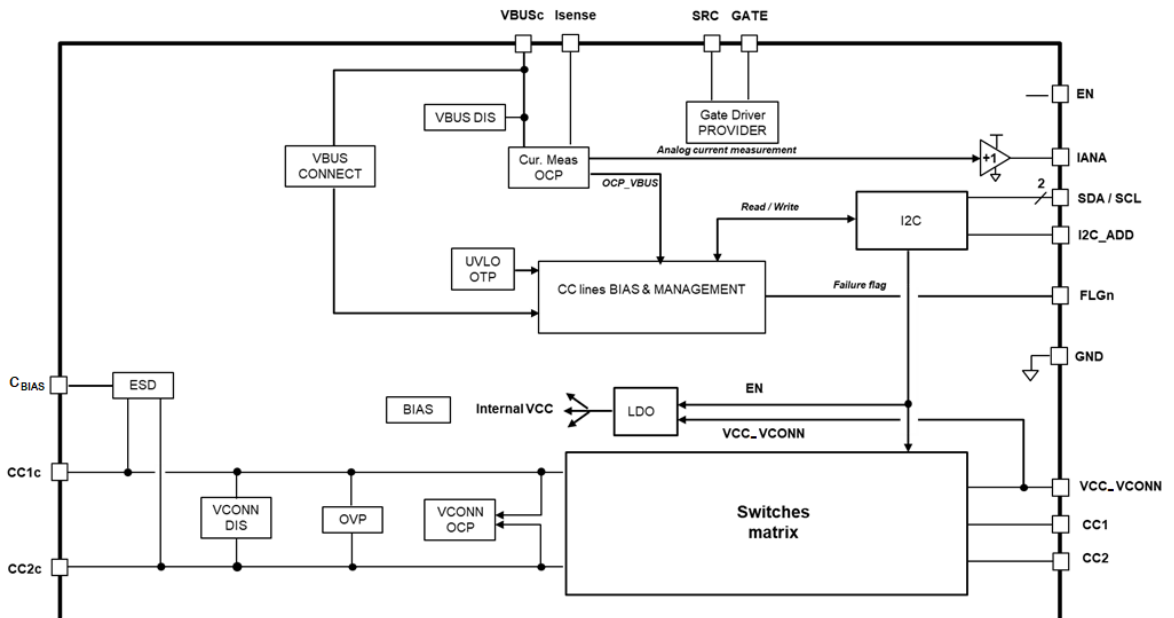 VBUSc Isense SRC GATE
EN
VBUS DIS
Gate Driver
PROVIDER
VBUS
CONNECT
Cur. Meas
OCP
Analog current measurement
+1
IANA
OCP_VBUS
2
SDA / SCL
Read / Write
I2C
I2C_ADD
UVLO
OTP
CC lines BIAS & MANAGEMENT
Failure flag
FLGn
GND
CBIAS
ESD
EN
BIAS
Internal VCC
LDO
VCC_VCONN
CC1c
VCONN
DIS
OVP
VCONN
OCP
Switches
matrix
VCC_VCONN
CC1
CC2c
CC2